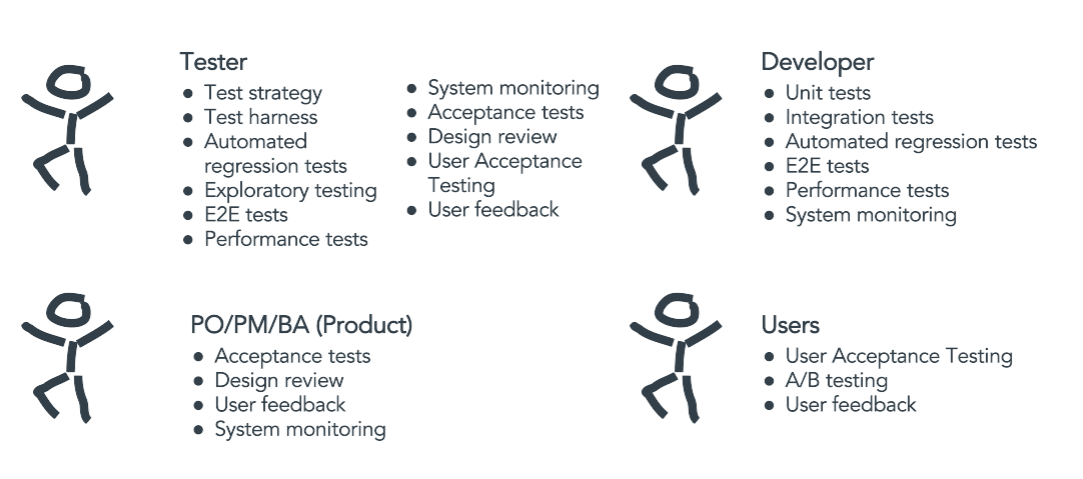 Tester
• Test strategy
• Test harness
• Automated
regression tests
• Exploratory testing
• E2E tests
• Performance tests
• System monitoring
• Acceptance tests
• Design review
• User Acceptance
Testing
• User feedback
Developer
• Unit tests
• Integration tests
• Automated regression tests
• E2E tests
• Performance tests
• System monitoring
PO/PM/BA (Product)
• Acceptance tests
• Design review
• User feedback
• System monitoring
Users
• User Acceptance Testing
• A/B testing
• User feedback